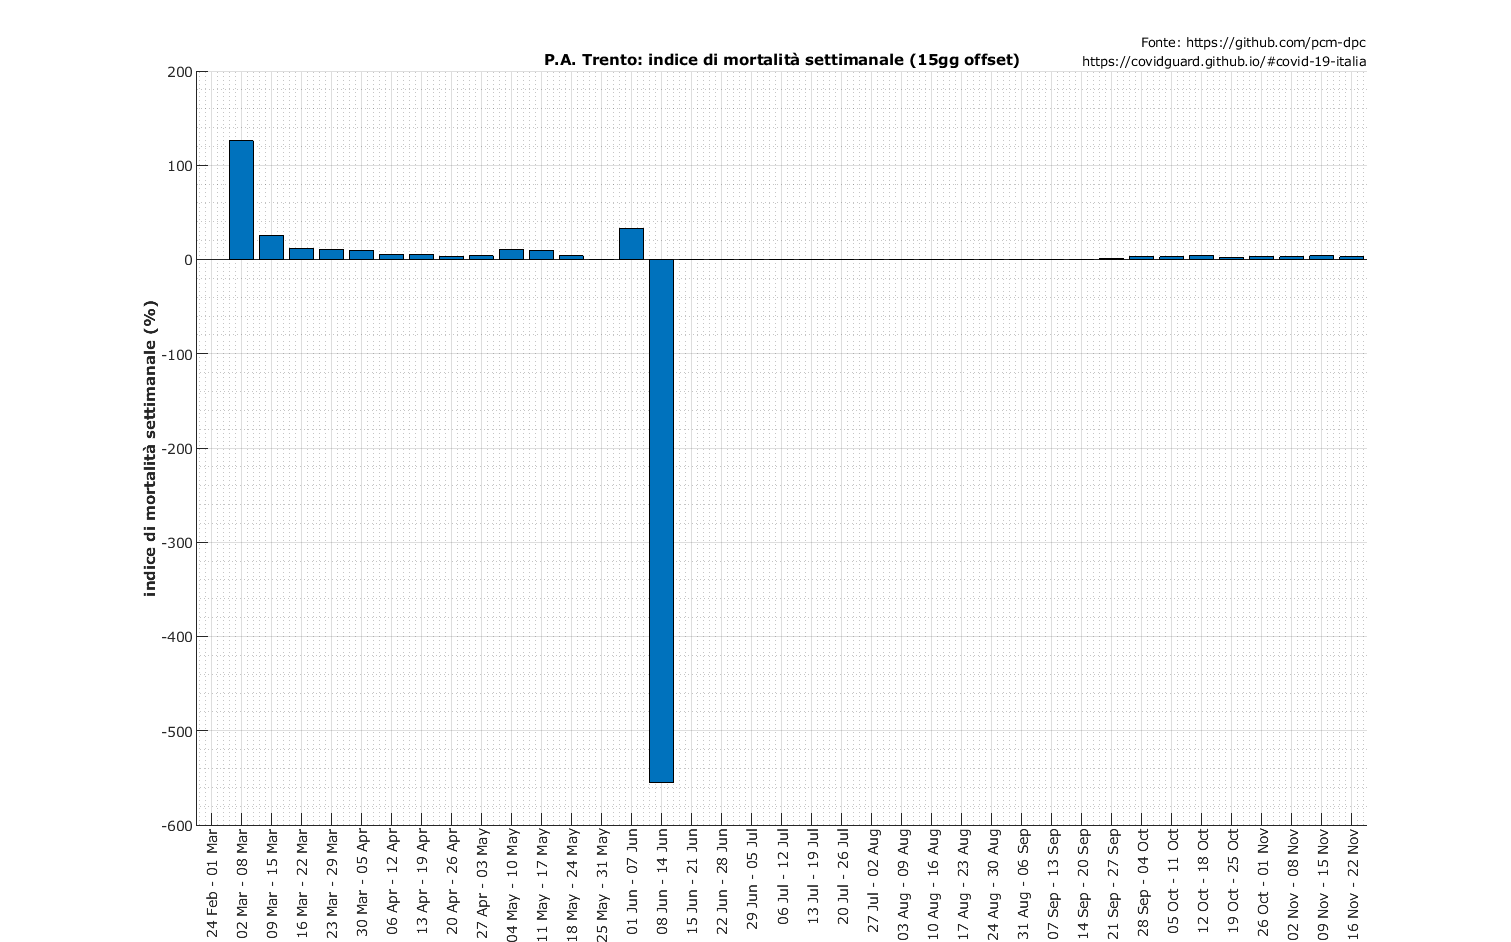 Fonte: https://github.com/pcm-dpc
P.A. Trento: indice di mortalità settimanale (15gg offset)
https://covidguard.github.io/#covid-19-italia
indice di mortalità settimanale (%)
200
100
0
-100
-200
-300
-400
-500
-600
24 Feb - 01 Mar
02 Mar - 08 Mar
09 Mar - 15 Mar
16 Mar - 22 Mar
23 Mar - 29 Mar
30 Mar - 05 Apr
06 Apr - 12 Apr
13 Apr - 19 Apr
20 Apr - 26 Apr
27 Apr - 03 May
04 May - 10 May
11 May - 17 May
18 May - 24 May
25 May - 31 May
01 Jun - 07 Jun
08 Jun - 14 Jun
15 Jun - 21 Jun
22 Jun - 28 Jun
29 Jun - 05 Jul
06 Jul - 12 Jul
13 Jul - 19 Jul
20 Jul - 26 Jul
27 Jul - 02 Aug
03 Aug - 09 Aug
10 Aug - 16 Aug
17 Aug - 23 Aug
24 Aug - 30 Aug
31 Aug - 06 Sep
07 Sep - 13 Sep
14 Sep - 20 Sep
21 Sep - 27 Sep
28 Sep - 04 Oct
05 Oct - 11 Oct
12 Oct - 18 Oct
19 Oct - 25 Oct
26 Oct - 01 Nov
02 Nov - 08 Nov
09 Nov - 15 Nov
16 Nov - 22 Nov